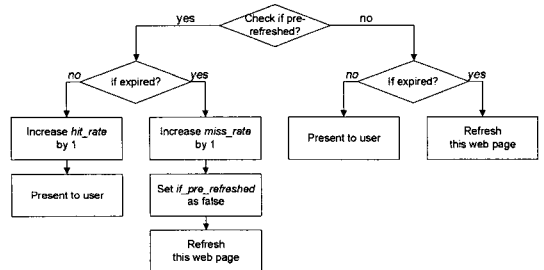 yes
Check if pre-
refreshed?
no
no
if expired?
yes
no
If expired?
yes
Increase hit_rate
by 1
Increase miss_rate
by 1
Present to user
Refresh
this web page
Present to user
Set if_pre_refreshed
as false
Refresh
this web page